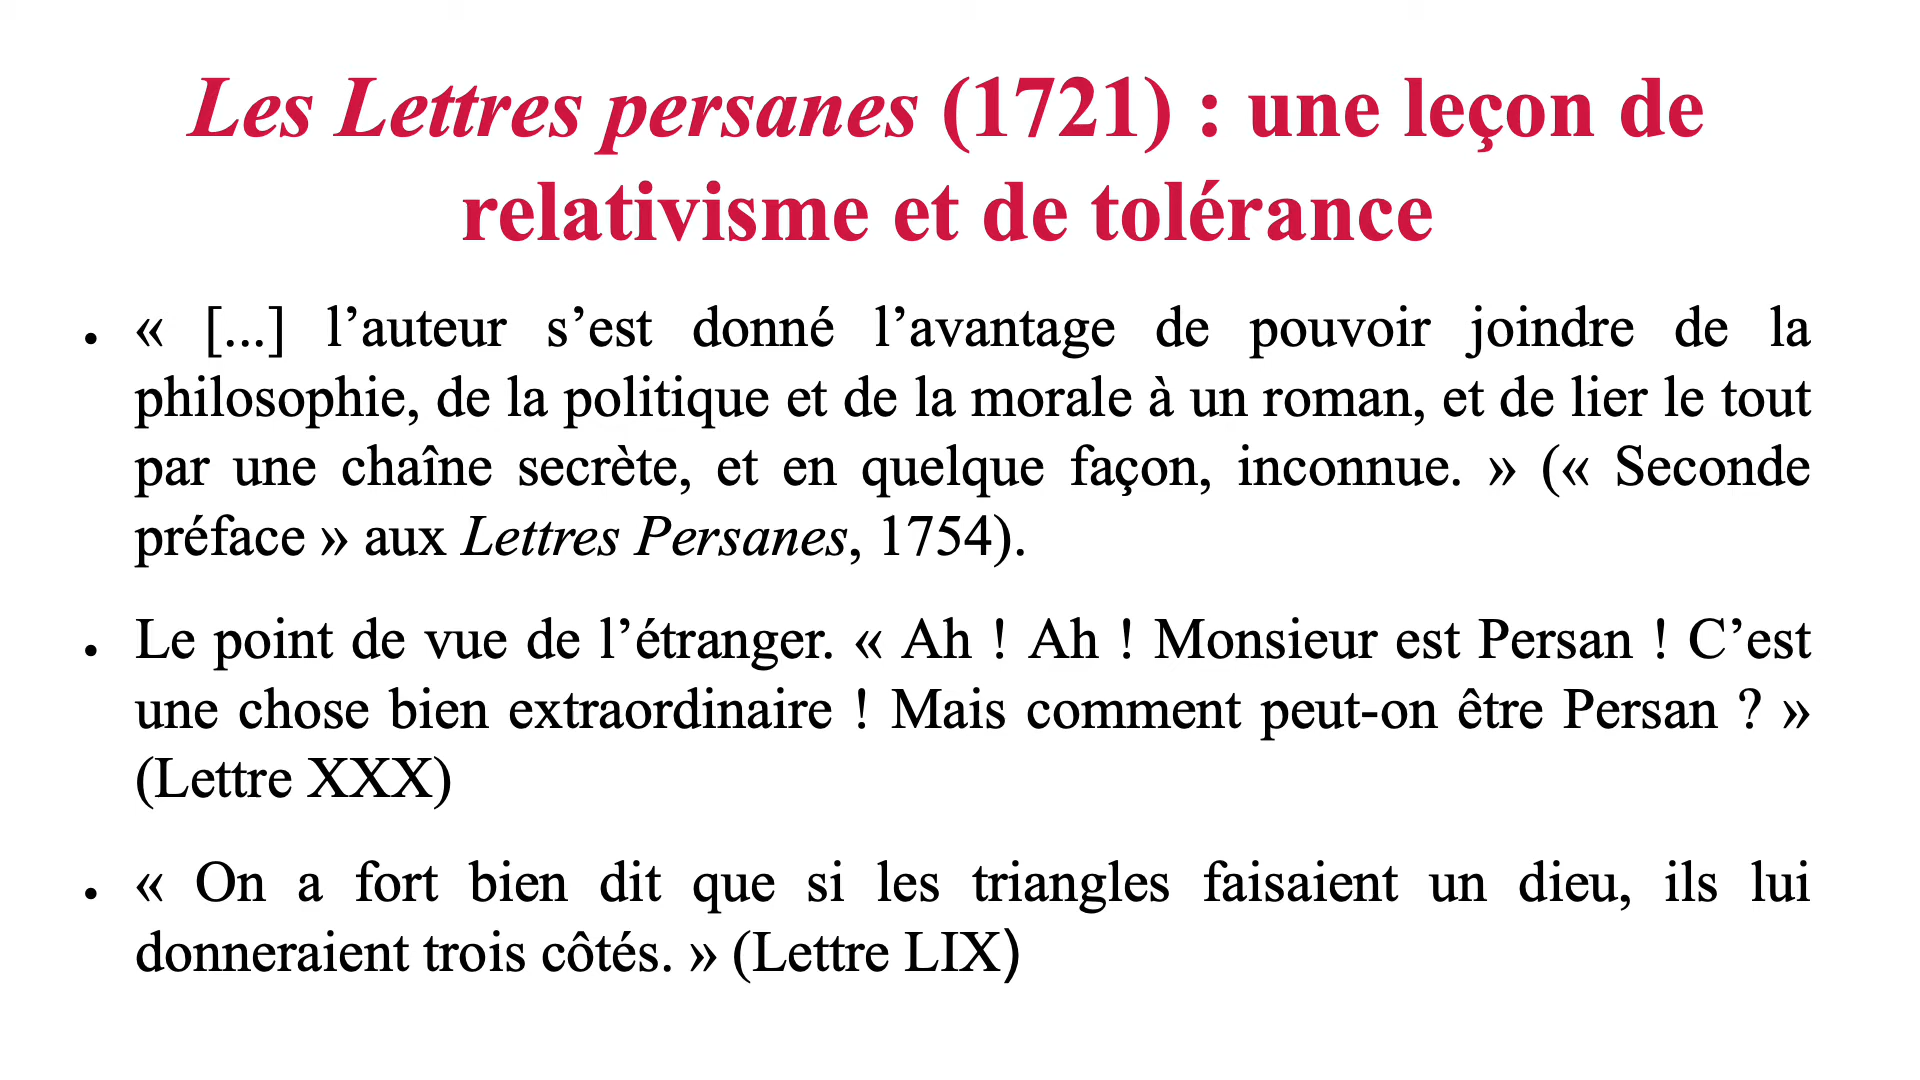 Les Lettres persanes (1721) : une leçon de
relativisme et de tolérance
• « [...] l’auteur s’est donné l’avantage de pouvoir joindre de la
philosophie, de la politique et de la morale à un roman, et de lier le tout
par une chaîne secrète, et en quelque façon, inconnue. » (« Seconde
préface » aux Lettres Persanes, 1754).
• Le point de vue de l’étranger. « Ah ! Ah ! Monsieur est Persan ! C’est
une chose bien extraordinaire ! Mais comment peut-on être Persan ? »
(Lettre XXX)
• « On a fort bien dit que si les triangles faisaient un dieu, ils lui
donneraient trois côtés. » (Lettre LIX)